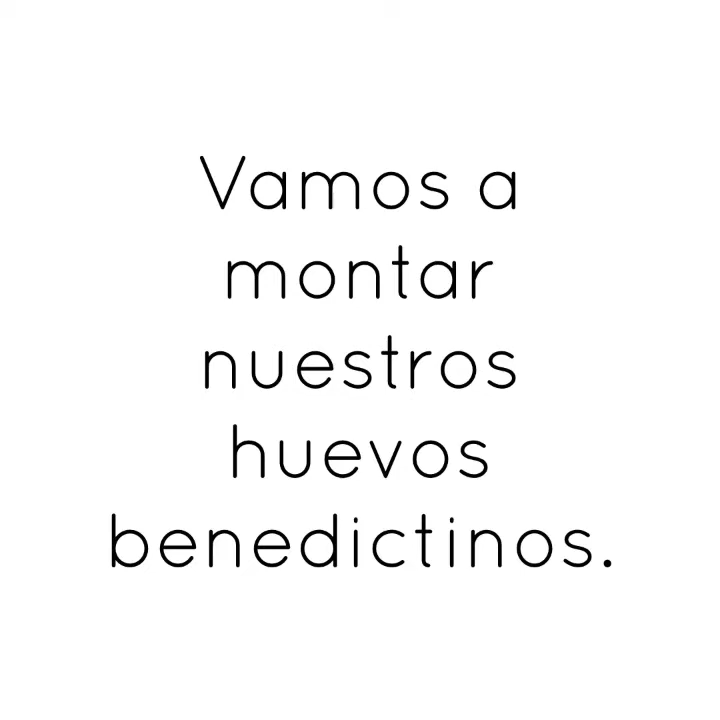 Vamos a
montar
nuestros
huevos
benedictinos.